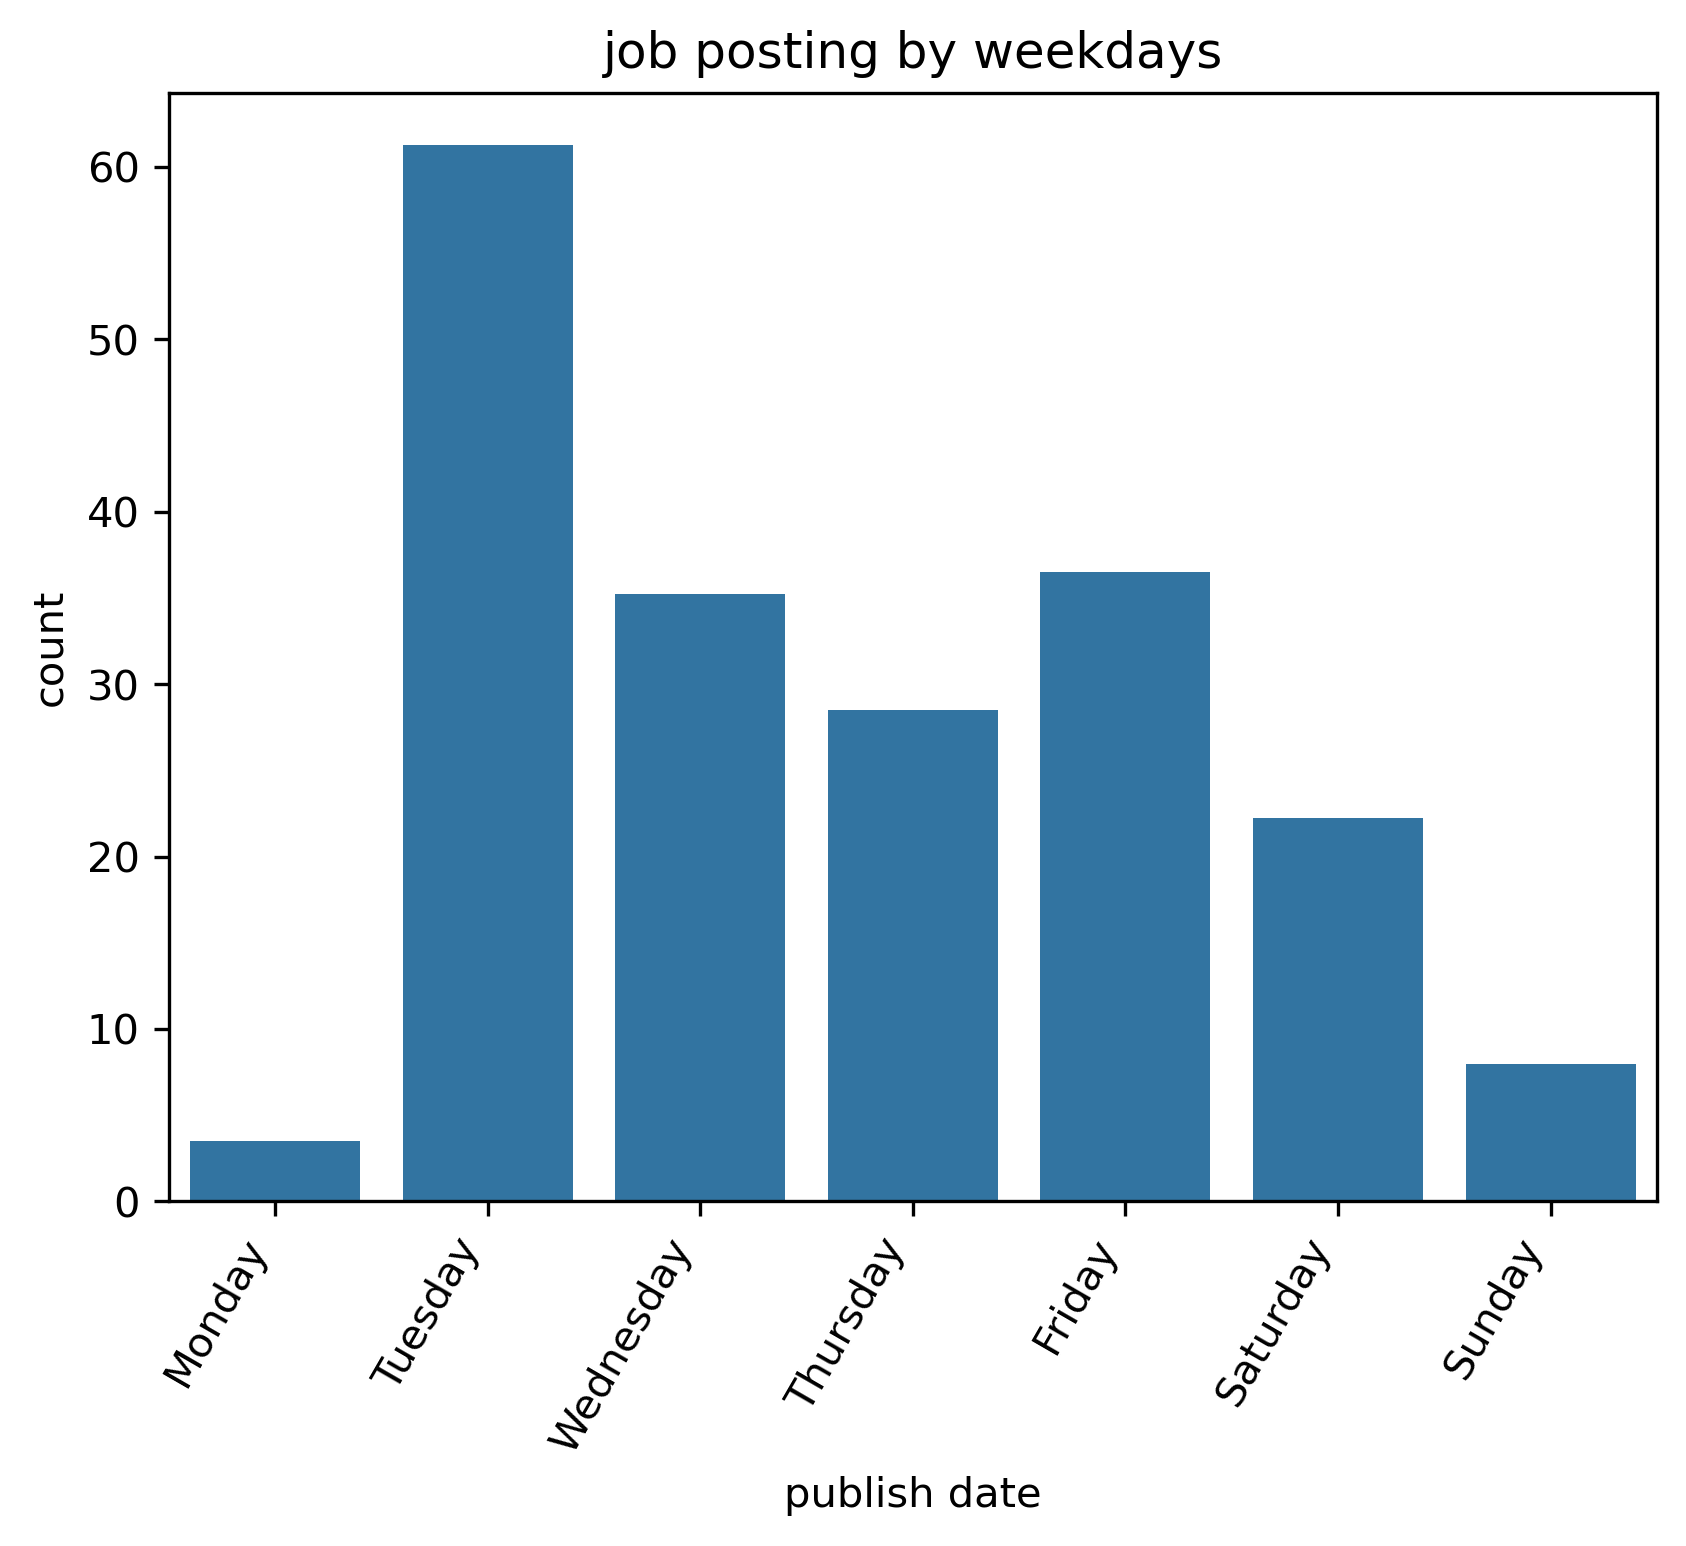 job posting by weekdays
count
60
50
40
30
20
10
0
Monday
Tuesday
Wednesday
Thursday
Friday
Saturday
Sunday
publish date